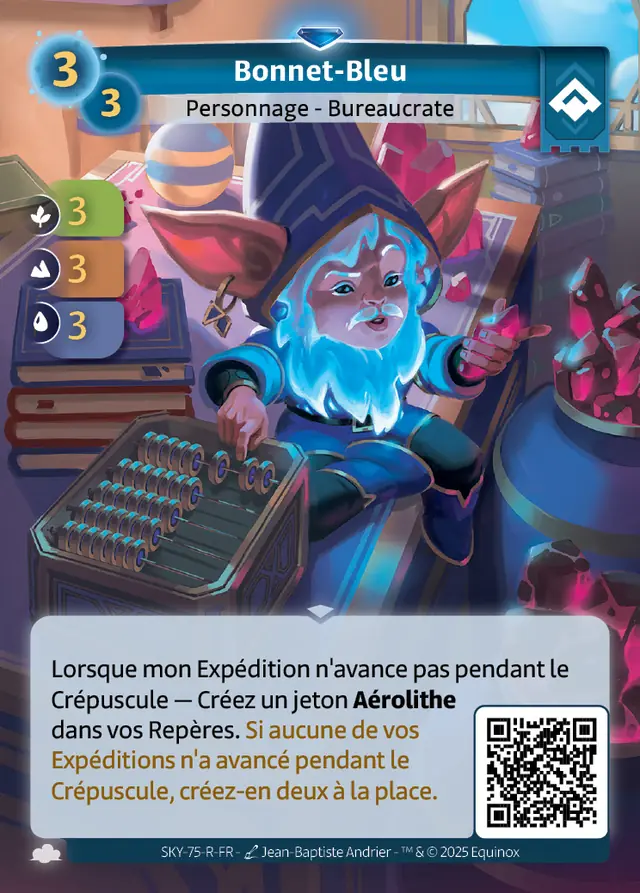 3
3
Bonnet-Bleu
Personnage - Bureaucrate
3
3
3
Lorsque mon Expédition n'avance pas pendant le
Crépuscule — Créez un jeton Aérolithe
dans vos Repères. Si aucune de vos
Expéditions n'a avancé pendant le
Crépuscule, créez-en deux à la place.
SKY-75-R-FR - Jean-Baptiste Andrier - ™ & © 2025 Equinox